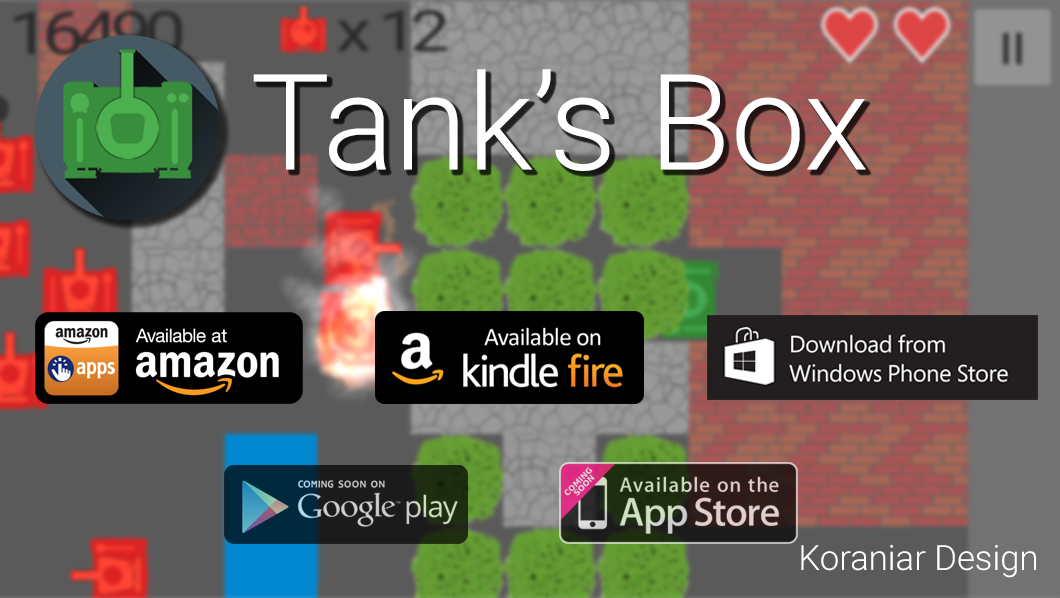 16490
x 12
Tank's Box
amazon
apps
Available at
amazon
a
Available on
kindle fire
Download from
Windows Phone Store
COMING SOON ON
Google™ play
COMING
SOON
Available on the
App Store
Koraniar Design